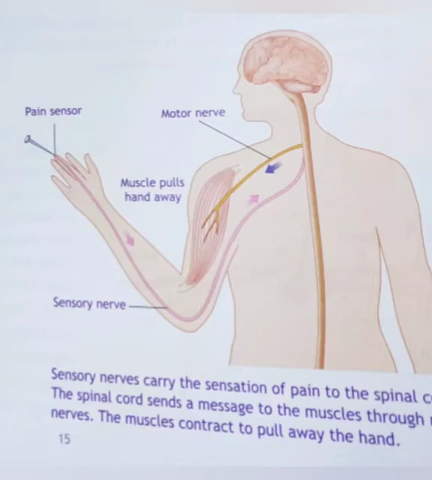 Pain sensor
Motor nerve
Muscle pulls
hand away
Sensory nerve
Sensory nerves carry the sensation of pain to the spinal
The spinal cord sends a message to the muscles through
nerves. The muscles contract to pull away the hand.
15